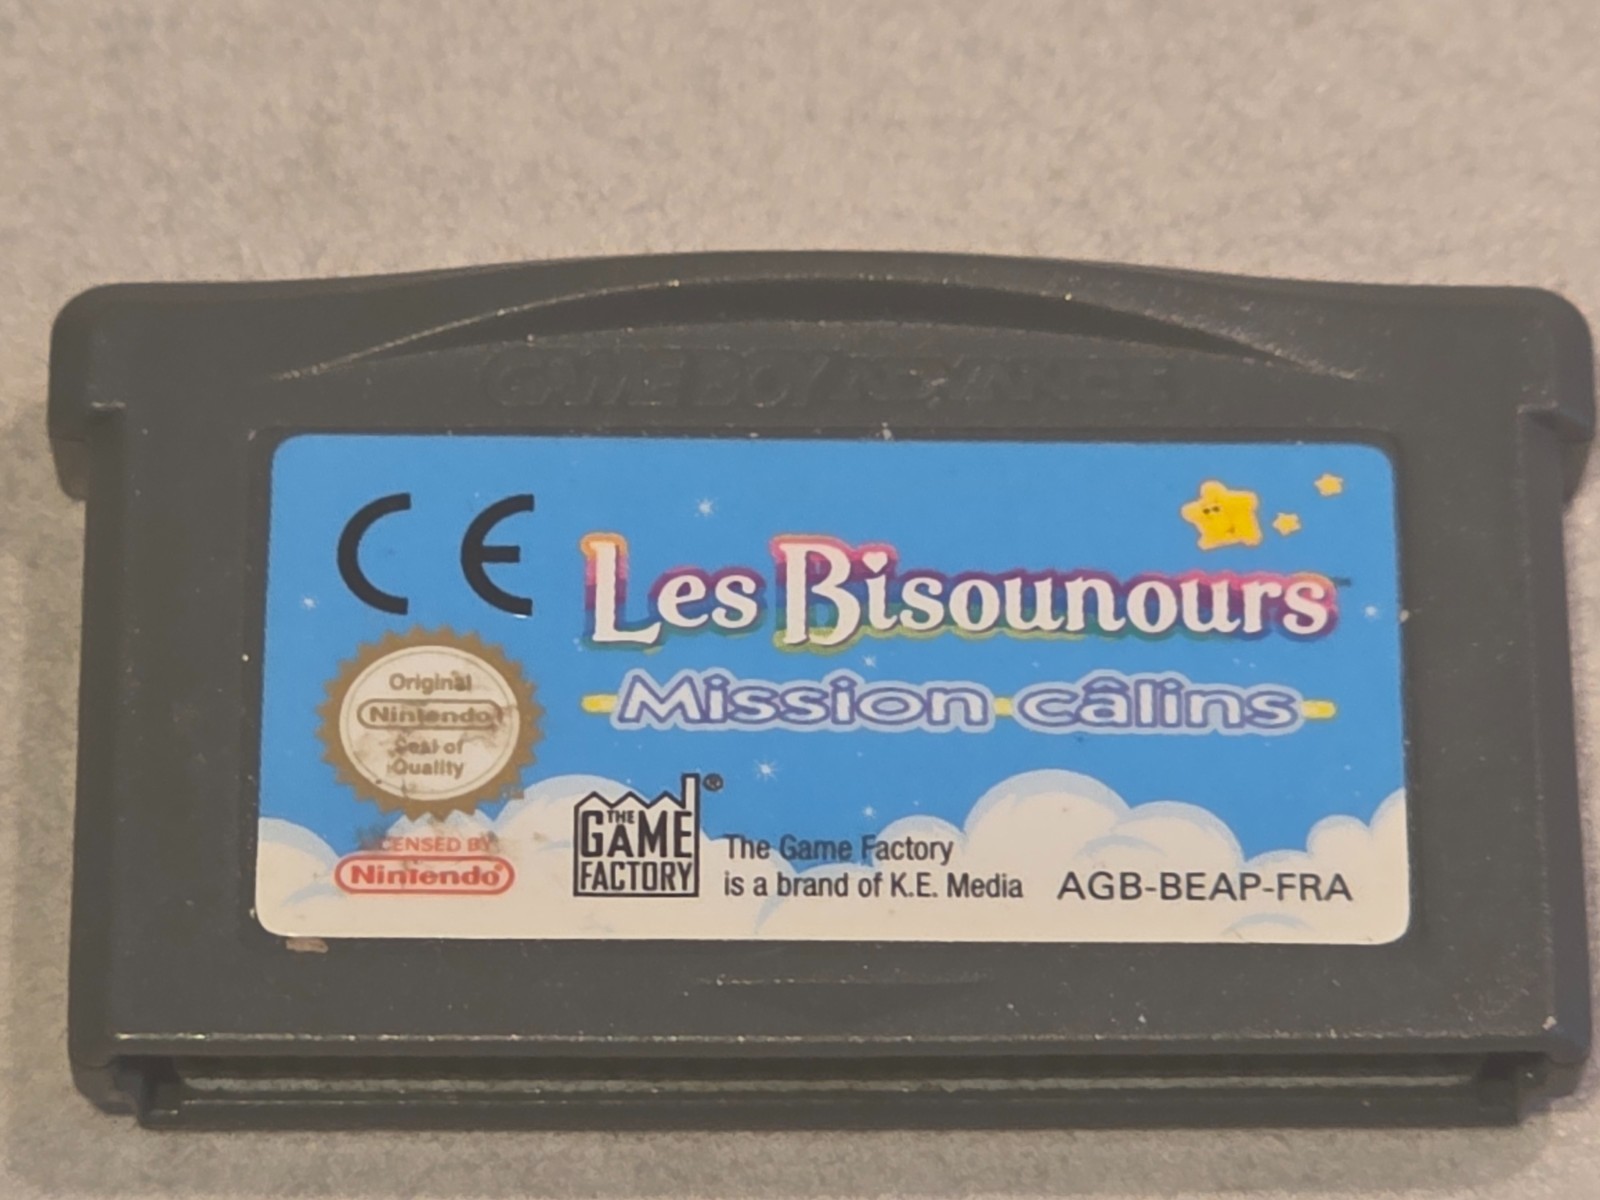 GAME BOY ADVANCE
CE
Les Bisounours™
Mission câlins
Original
Nintendo
Seal of
Quality
LICENSED BY
Nintendo®
THE
GAME
FACTORY®
The Game Factory
is a brand of K.E. Media
AGB-BEAP-FRA